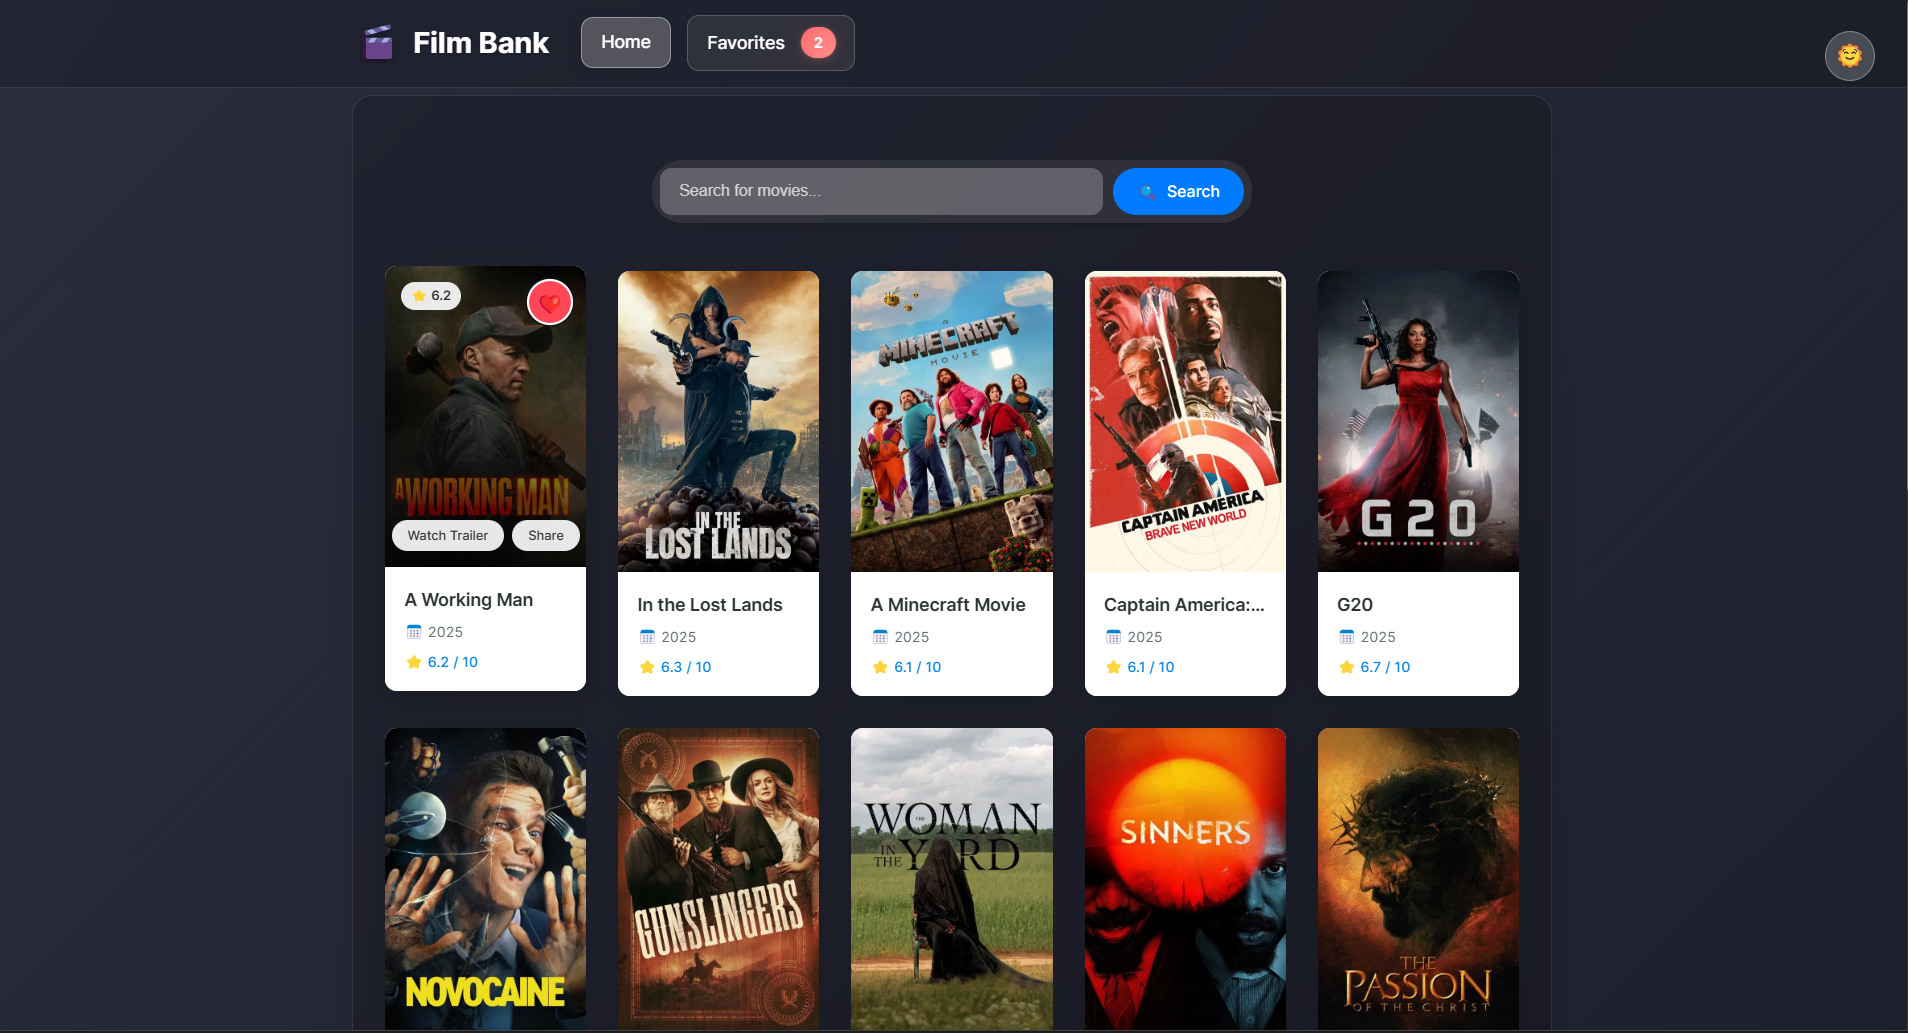 Film Bank
Home
Favorites 2
Search for movies...
Search
6.2
A WORKING MAN
Watch Trailer
Share
IN THE
LOST LANDS
A
MINECRAFT
MOVIE
CAPTAIN AMERICA
BRAVE NEW WORLD
G20
A Working Man
2025
6.2 / 10
In the Lost Lands
2025
6.3 / 10
A Minecraft Movie
2025
6.1 / 10
Captain America:...
2025
6.1 / 10
G20
2025
6.7 / 10
NOVOCAINE
GUNSLINGERS
THE
WOMAN
IN THE YARD
SINNERS
THE
PASSION
OF THE CHRIST